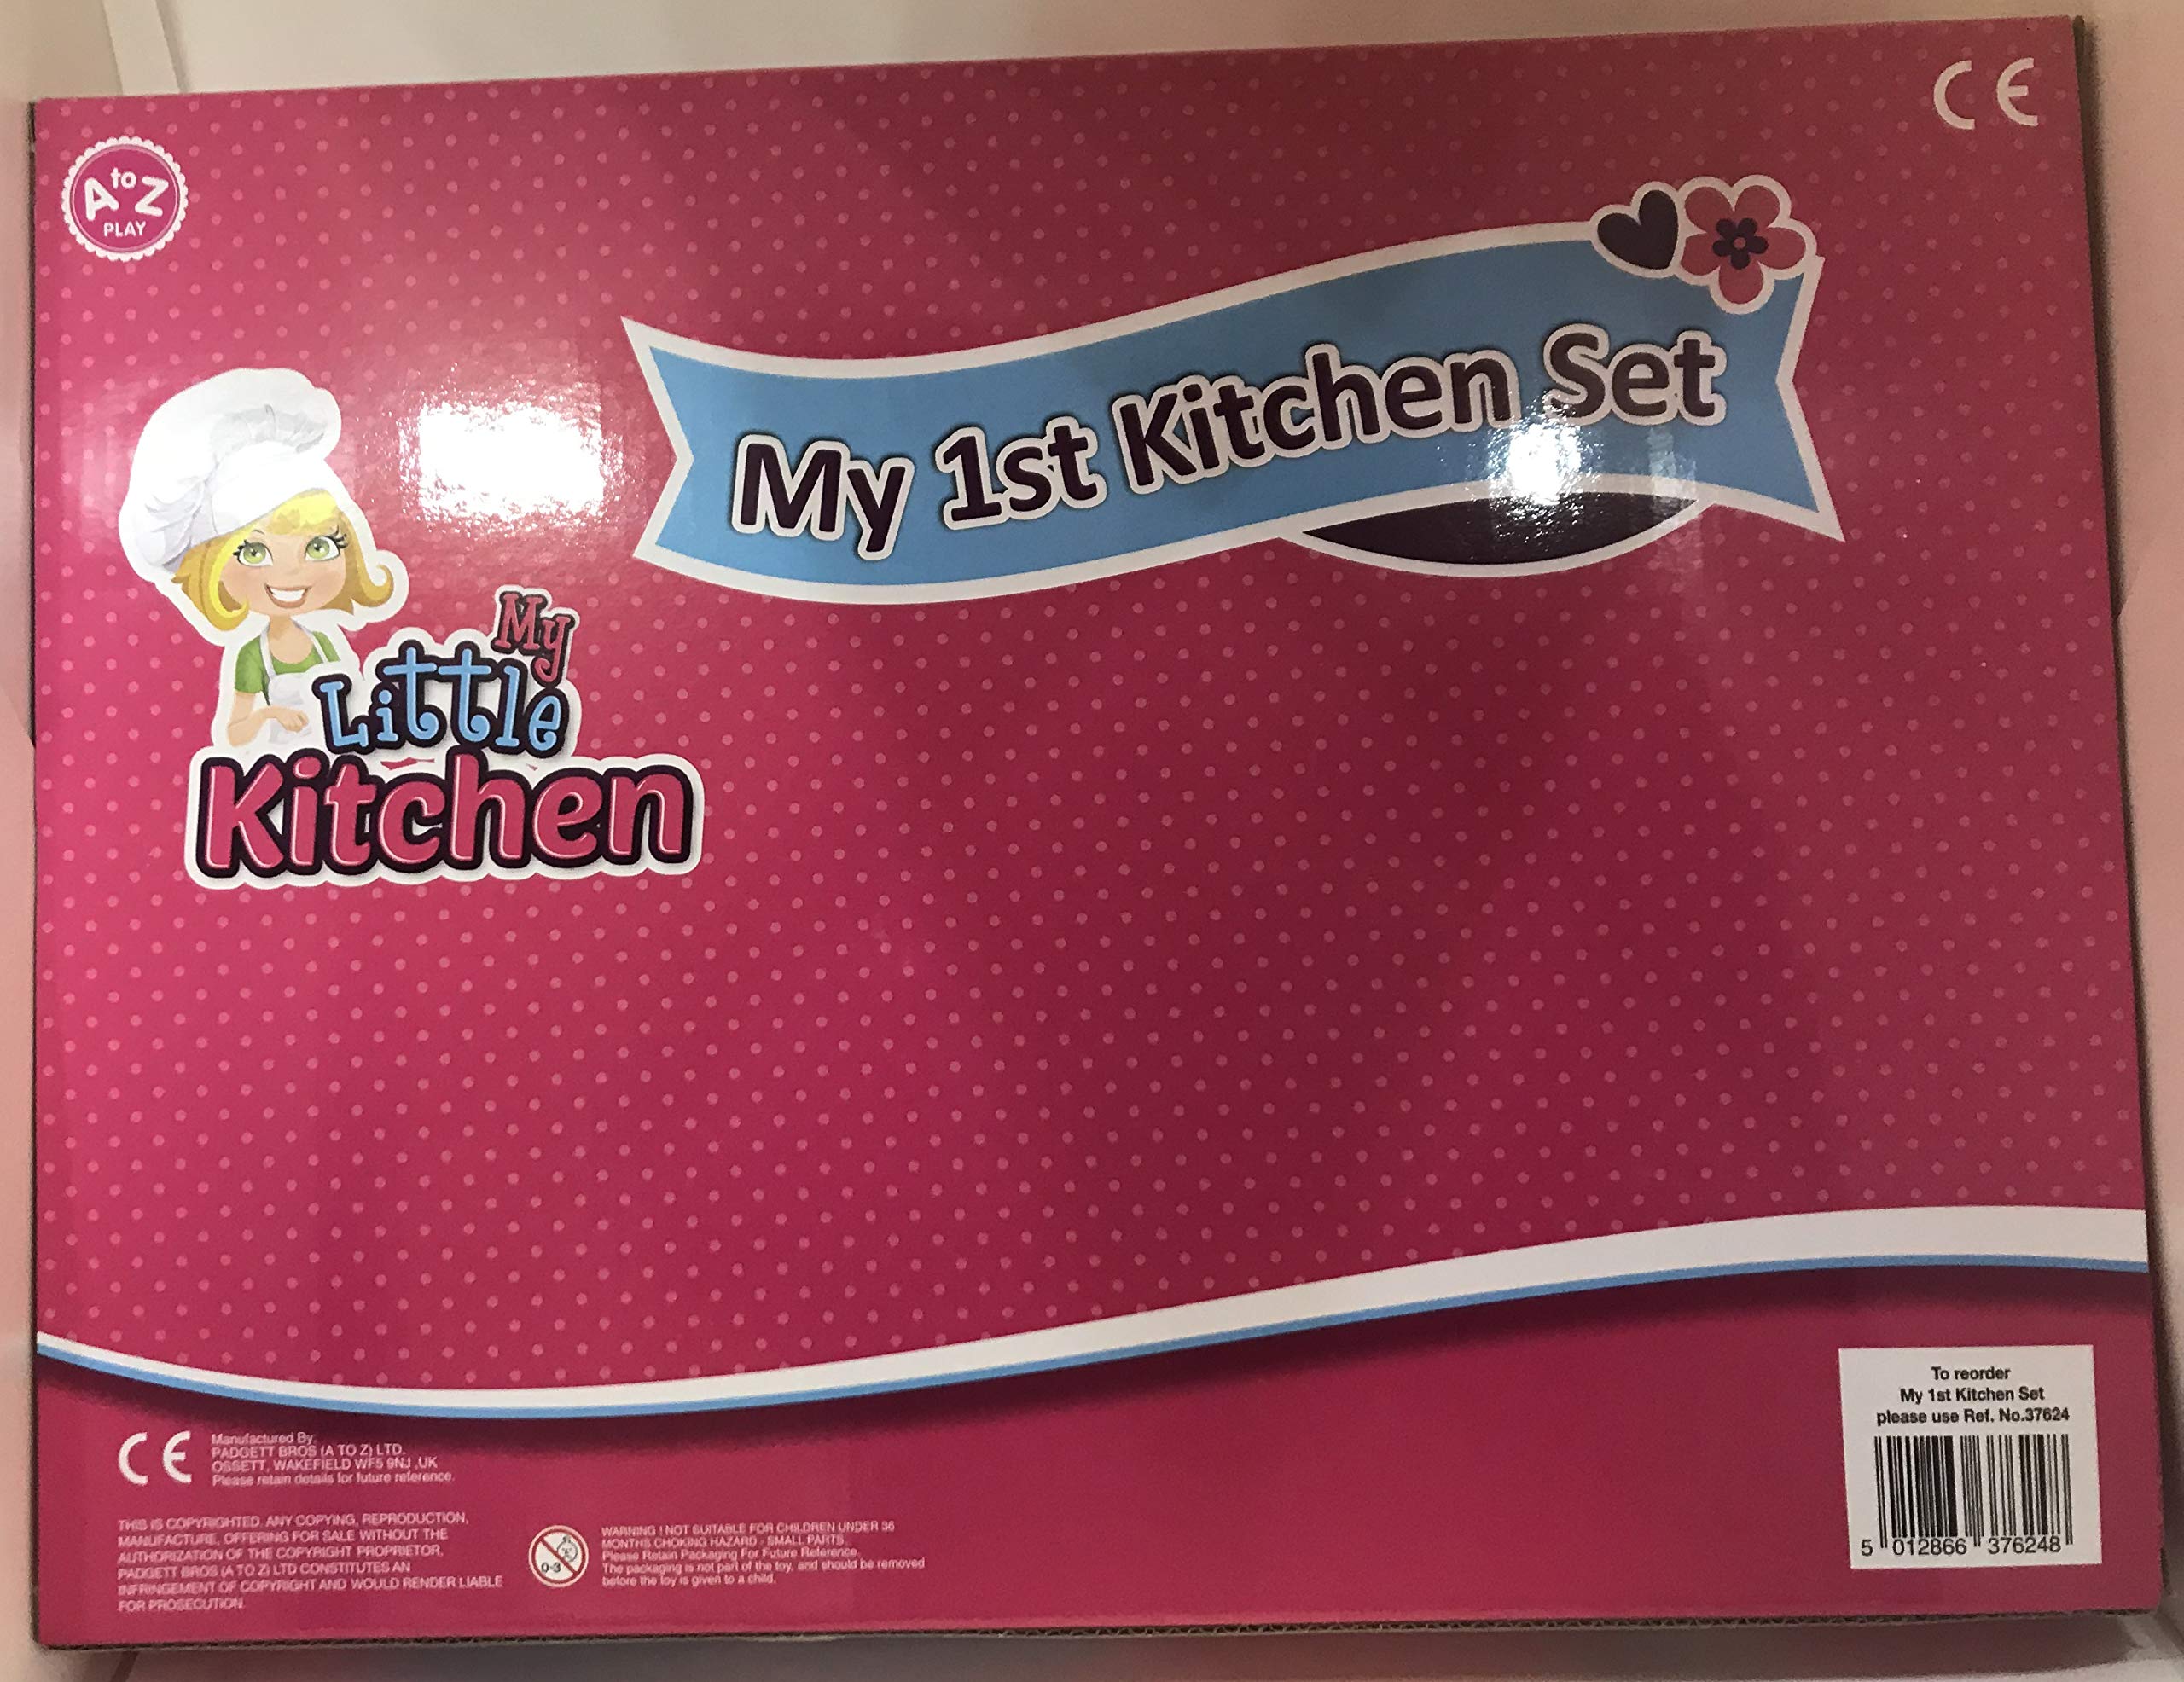 CE
A to Z
PLAY
My 1st Kitchen Set
My
Little
Kitchen
To reorder
My 1st Kitchen Set
please use Ref. No.37624
5 012866 376248
CE
Manufactured By:
PADGETT BROS (A TO Z) LTD.
OSSETT, WAKEFIELD WF5 9NJ ,UK
Please retain details for future reference.
THIS IS COPYRIGHTED. ANY COPYING, REPRODUCTION,
MANUFACTURE, OFFERING FOR SALE WITHOUT THE
AUTHORIZATION OF THE COPYRIGHT PROPRIETOR,
PADGETT BROS (A TO Z) LTD CONSTITUTES AN
INFRINGEMENT OF COPYRIGHT AND WOULD RENDER LIABLE
FOR PROSECUTION.
0-3
WARNING ! NOT SUITABLE FOR CHILDREN UNDER 36
MONTHS.CHOKING HAZARD - SMALL PARTS.
Please Retain Packaging For Future Reference.
The packaging is not part of the toy, and should be removed
before the toy is given to a child.